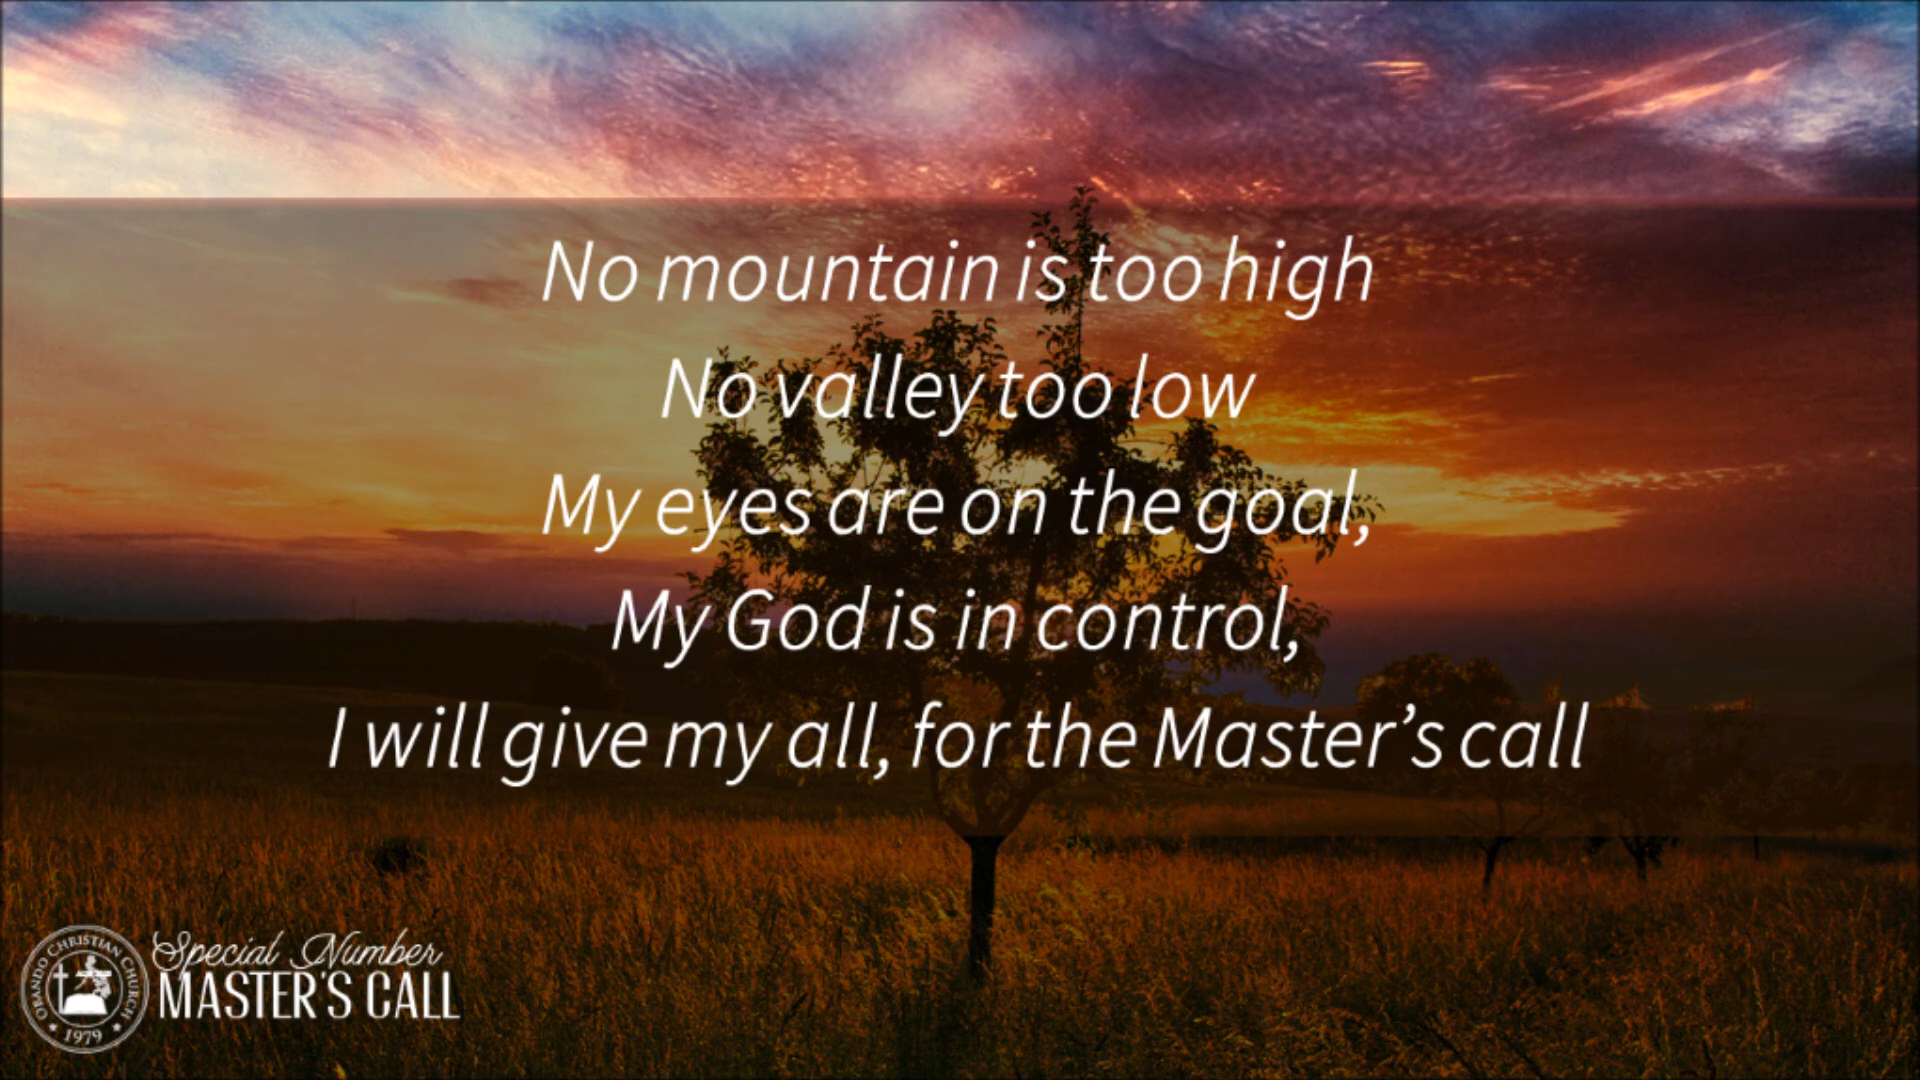 No mountain is too high
No valley too low
My eyes are on the goal,
My God is in control,
I will give my all, for the Master’s call
Special Number
MASTER'S CALL
OBANDO CHRISTIAN CHURCH
1979